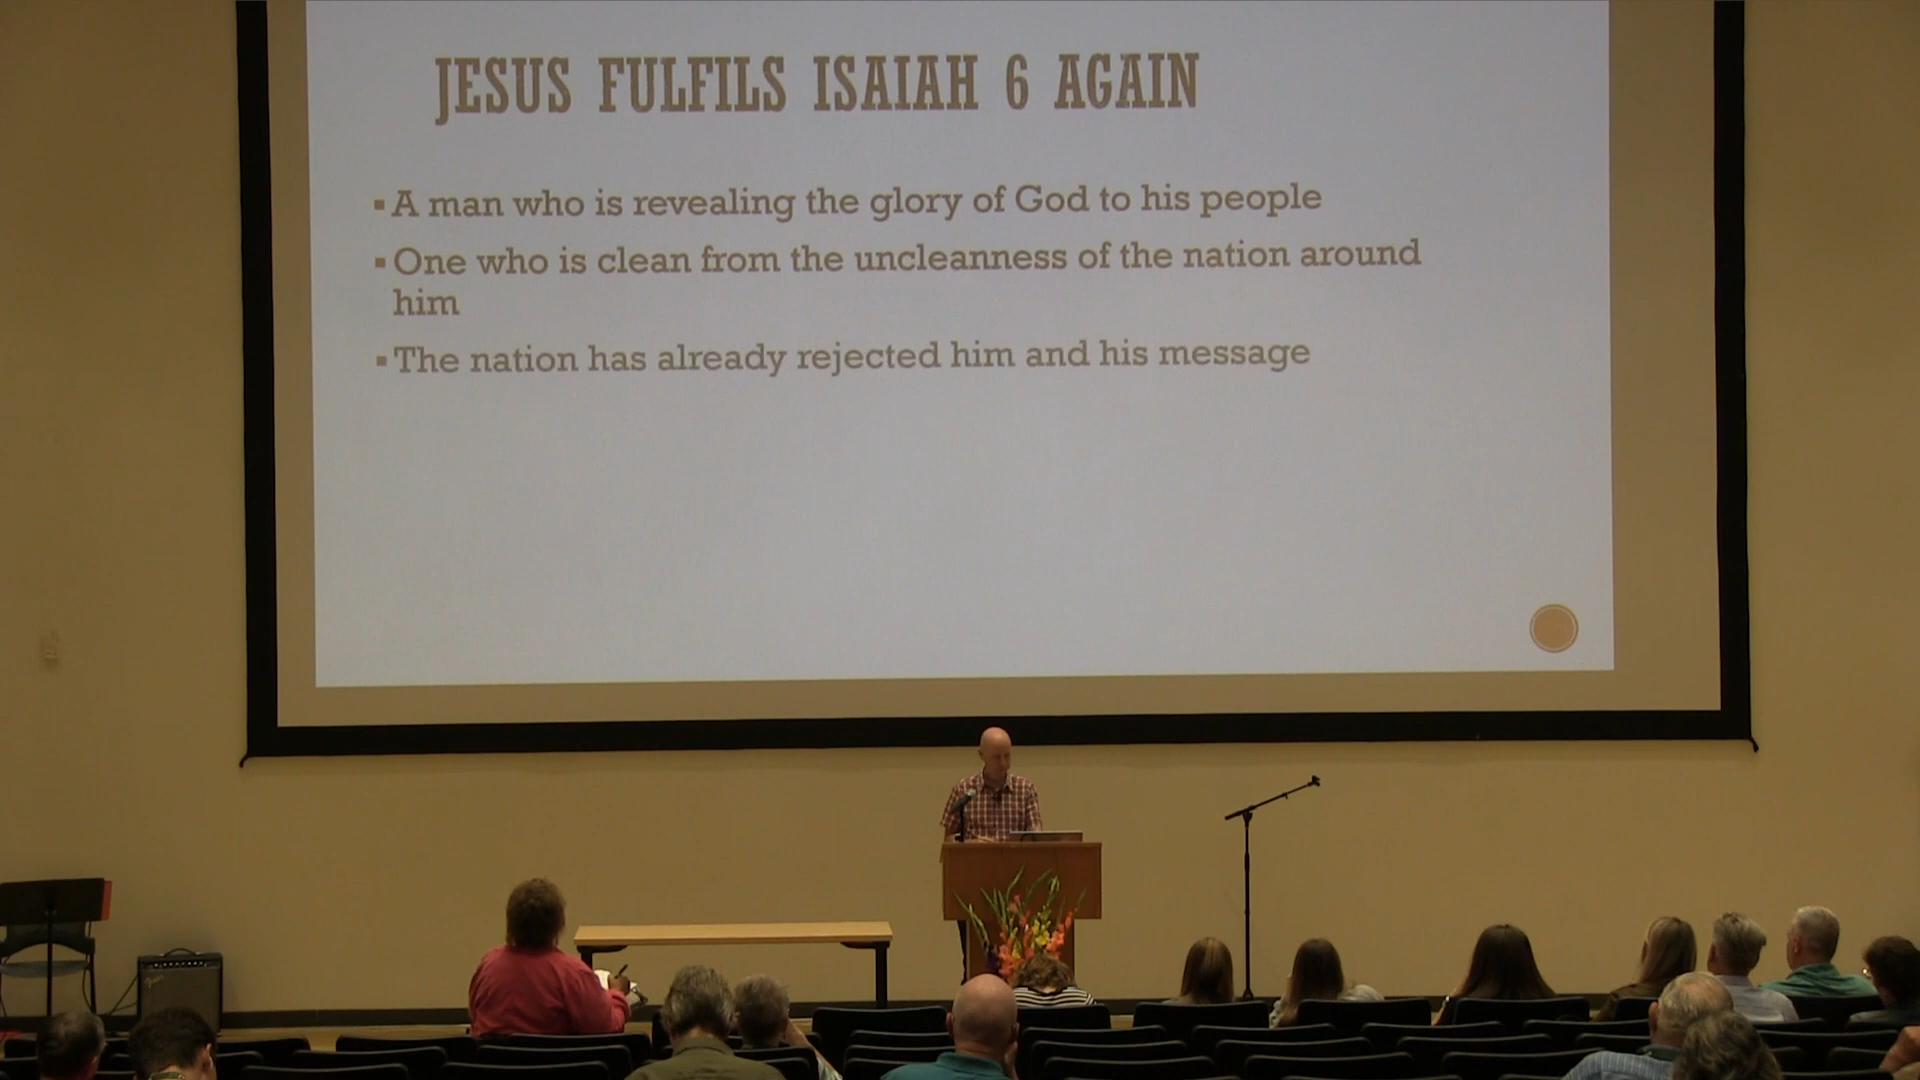 JESUS FULFILS ISAIAH 6 AGAIN
▪ A man who is revealing the glory of God to his people
▪ One who is clean from the uncleanness of the nation around
him
▪ The nation has already rejected him and his message